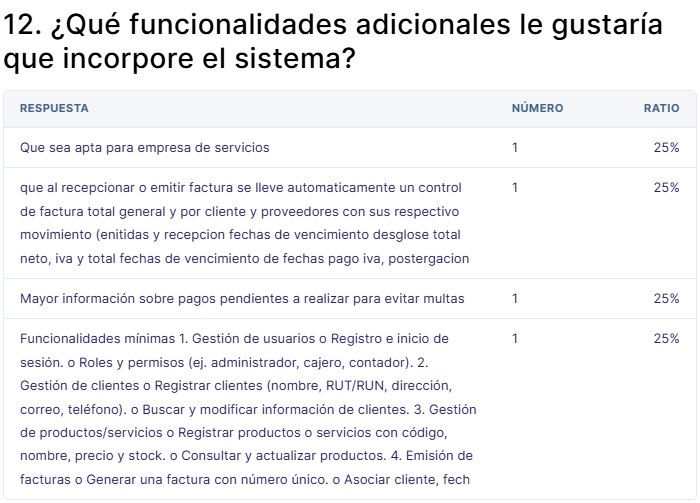 12. ¿Qué funcionalidades adicionales le gustaría
que incorpore el sistema?
RESPUESTA NÚMERO RATIO
Que sea apta para empresa de servicios 1 25%
que al recepcionar o emitir factura se lleve automaticamente un control 1 25%
de factura total general y por cliente y proveedores con sus respectivo
movimiento (enitidas y recepcion fechas de vencimiento desglose total
neto, iva y total fechas de vencimiento de fechas pago iva, postergacion
Mayor información sobre pagos pendientes a realizar para evitar multas 1 25%
Funcionalidades mínimas 1. Gestión de usuarios o Registro e inicio de 1 25%
sesión. o Roles y permisos (ej. administrador, cajero, contador). 2.
Gestión de clientes o Registrar clientes (nombre, RUT/RUN, dirección,
correo, teléfono). o Buscar y modificar información de clientes. 3. Gestión
de productos/servicios o Registrar productos o servicios con código,
nombre, precio y stock. o Consultar y actualizar productos. 4. Emisión de
facturas o Generar una factura con número único. o Asociar cliente, fech